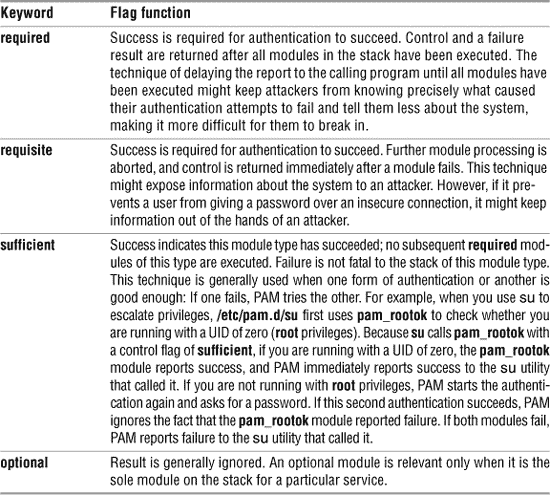 Keyword Flag function
required Success is required for authentication to succeed. Control and a failure
result are returned after all modules in the stack have been executed. The
technique of delaying the report to the calling program until all modules have
been executed might keep attackers from knowing precisely what caused
their authentication attempts to fail and tell them less about the system,
making it more difficult for them to break in.
requisite Success is required for authentication to succeed. Further module processing is
aborted, and control is returned immediately after a module fails. This technique
might expose information about the system to an attacker. However, if it pre-
vents a user from giving a password over an insecure connection, it might keep
information out of the hands of an attacker.
sufficient Success indicates this module type has succeeded; no subsequent required mod-
ules of this type are executed. Failure is not fatal to the stack of this module type.
This technique is generally used when one form of authentication or another is
good enough: If one fails, PAM tries the other. For example, when you use su to
escalate privileges, /etc/pam.d/su first uses pam_rootok to check whether you
are running with a UID of zero (root privileges). Because su calls pam_rootok with
a control flag of sufficient, if you are running with a UID of zero, the pam_rootok
module reports success, and PAM immediately reports success to the su utility
that called it. If you are not running with root privileges, PAM starts the authenti-
cation again and asks for a password. If this second authentication succeeds, PAM
ignores the fact that the pam_rootok module reported failure. If both modules fail,
PAM reports failure to the su utility that called it.
optional Result is generally ignored. An optional module is relevant only when it is the
sole module on the stack for a particular service.